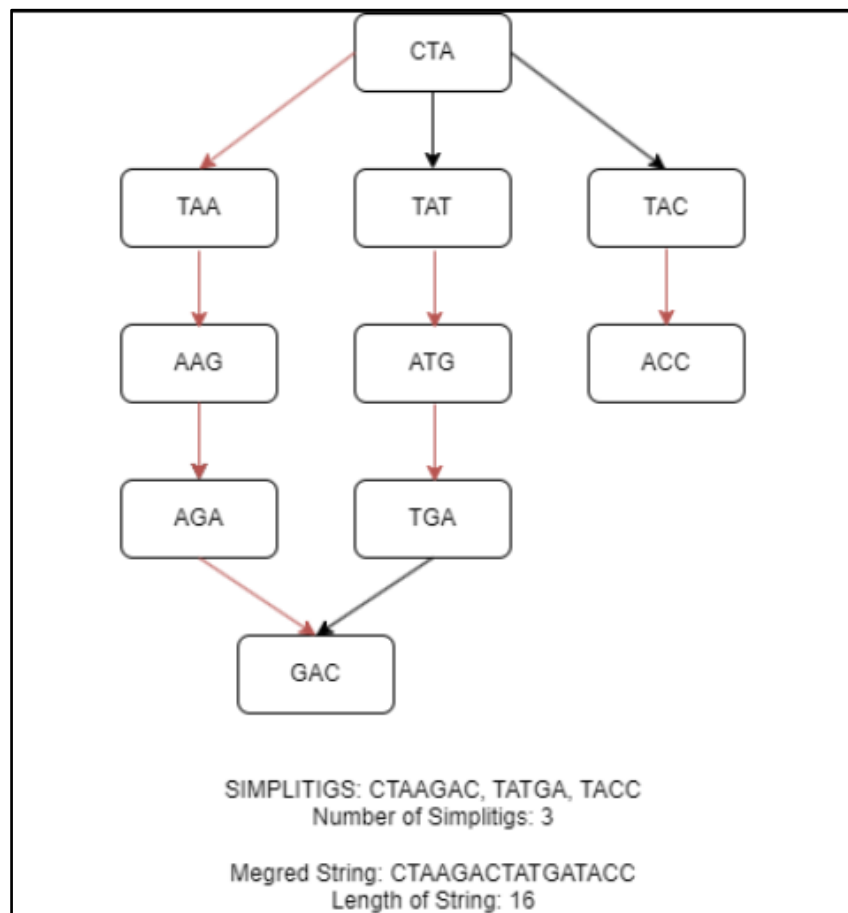 CTA
TAA TAT TAC
AAG ATG ACC
AGA TGA
GAC
SIMPLITIGS: CTAAGAC, TATGA, TACC
Number of Simplitigs: 3
Megred String: CTAAGACTATGATACC
Length of String: 16